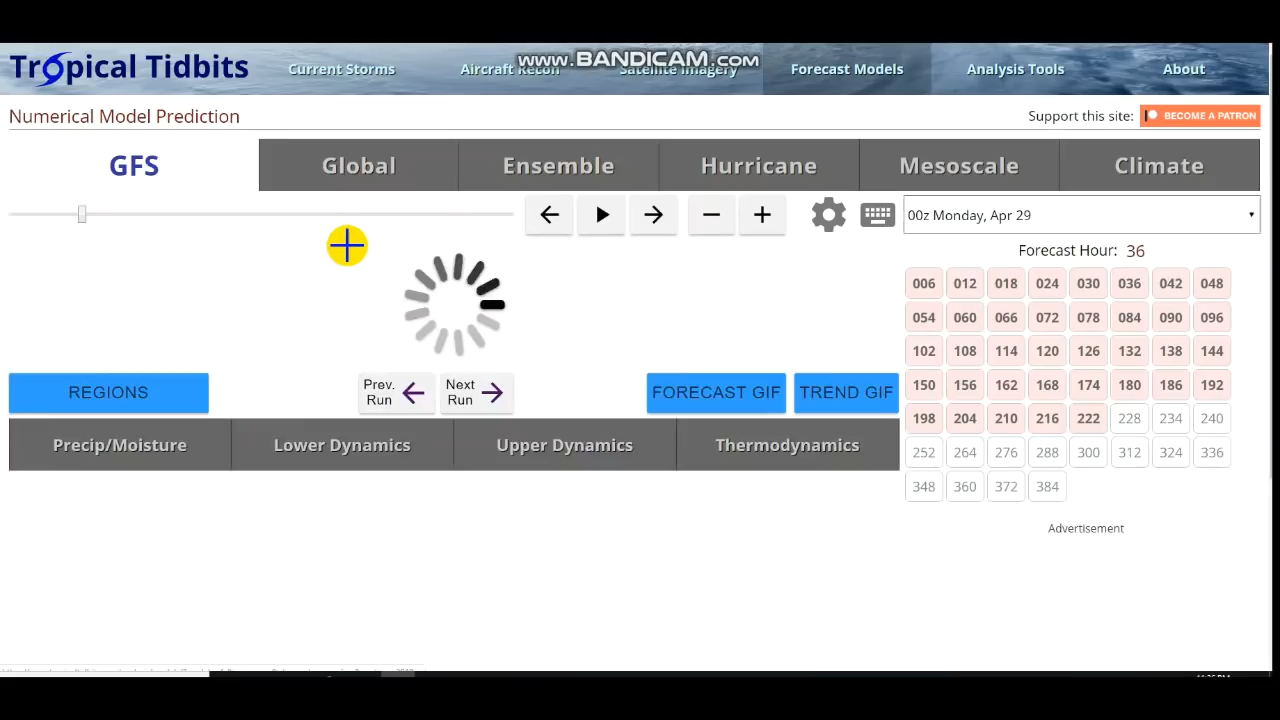 www.BANDICAM.com
Tropical Tidbits
Current Storms Aircraft Recon Satellite Imagery Forecast Models Analysis Tools About
Numerical Model Prediction
Support this site: BECOME A PATRON
GFS Global Ensemble Hurricane Mesoscale Climate
00z Monday, Apr 29
Forecast Hour: 36
006 012 018 024 030 036 042 048
054 060 066 072 078 084 090 096
102 108 114 120 126 132 138 144
150 156 162 168 174 180 186 192
198 204 210 216 222 228 234 240
252 264 276 288 300 312 324 336
348 360 372 384
REGIONS
Prev. Run
Next Run
FORECAST GIF
TREND GIF
Precip/Moisture Lower Dynamics Upper Dynamics Thermodynamics
Advertisement